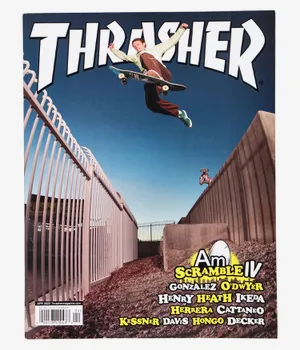 THRASHER
Am
SCRAMBLE IV
GONZALEZ O'DWYER
HENRY HEATH IKEDA
HERRERA CATTANEO
KESSNER DAVIS HONGO DECKER